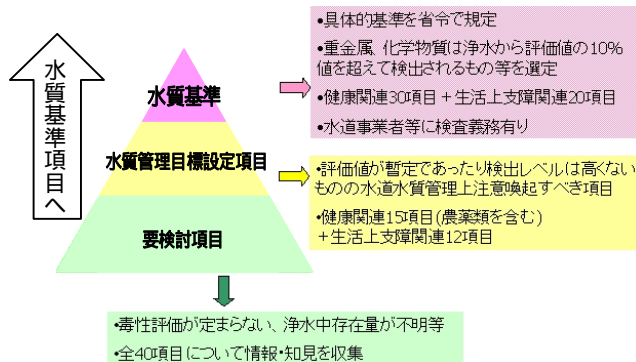 水質基準項目へ
水質基準
水質管理目標設定項目
要検討項目
•具体的基準を省令で規定
•重金属、化学物質は浄水から評価値の10%
値を超えて検出されるもの等を選定
•健康関連30項目＋生活上支障関連20項目
•水道事業者等に検査義務有り
•評価値が暫定であったり検出レベルは高くない
ものの水道水質管理上注意喚起すべき項目
•健康関連15項目(農薬類を含む)
＋生活上支障関連12項目
•毒性評価が定まらない、浄水中存在量が不明等
•全40項目について情報・知見を収集